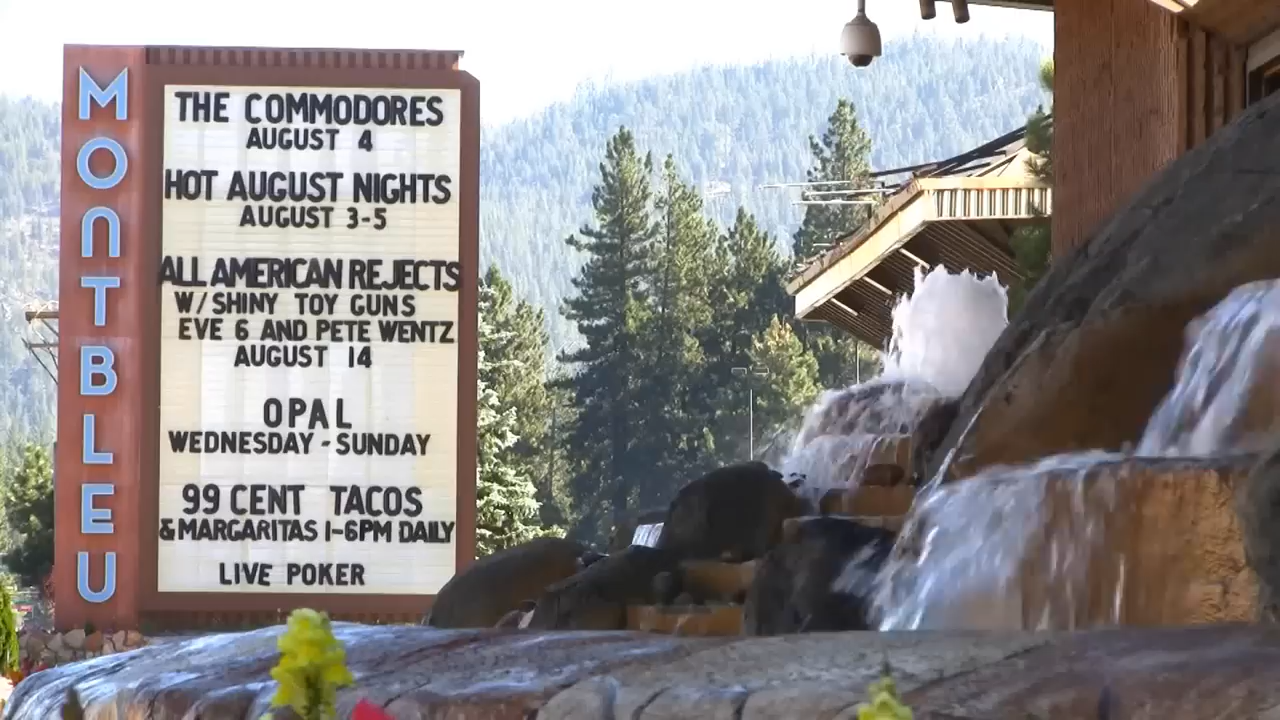 MONTBLEU
THE COMMODORES
AUGUST 4
HOT AUGUST NIGHTS
AUGUST 3-5
ALL AMERICAN REJECTS
W/SHINY TOY GUNS
EVE 6 AND PETE WENTZ
AUGUST 14
OPAL
WEDNESDAY - SUNDAY
99 CENT TACOS
& MARGARITAS 1-6PM DAILY
LIVE POKER